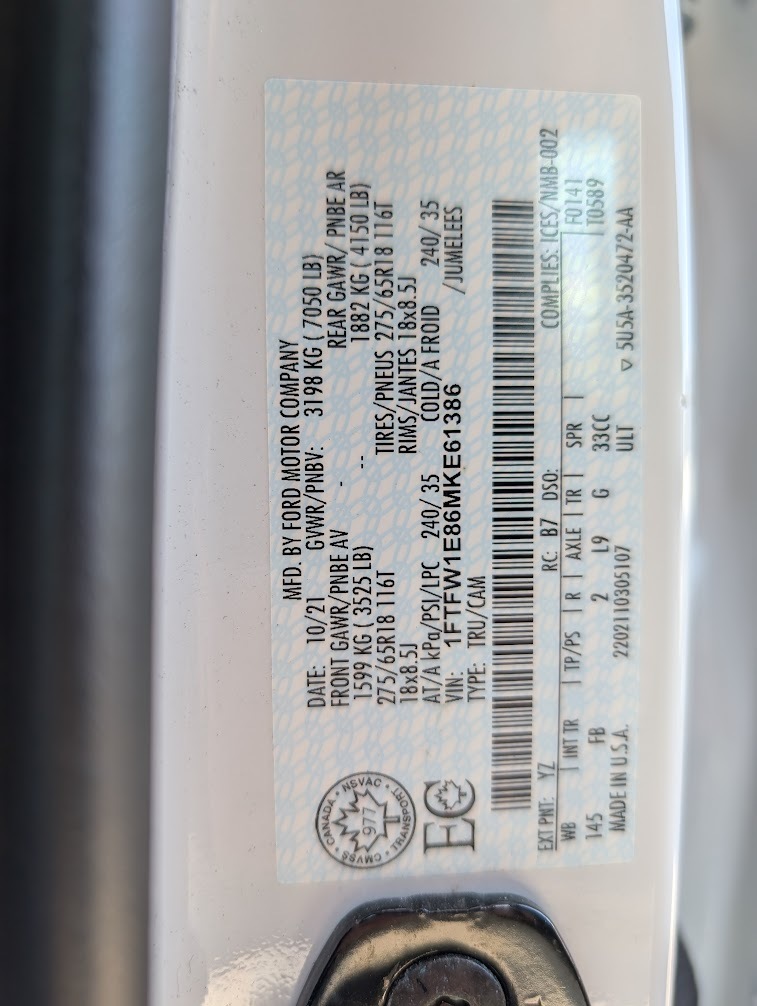 MFD. BY FORD MOTOR COMPANY
DATE: 10/21 GVWR/PNBV: 3198 KG ( 7050 LB)
FRONT GAWR/PNBE AV REAR GAWR/ PNBE AR
1599 KG ( 3525 LB) - -- 1882 KG ( 4150 LB)
275/65R18 116T TIRES/PNEUS 275/65R18 116T
18x8.5J RIMS/JANTES 18x8.5J
AT/A kPa/PSI/LPC 240/ 35 COLD/A FROID 240/ 35
VIN: 1FTFW1E86MKE61386 /JUMELEES
TYPE: TRU/CAM
CANADA • NSVAC • TRANSPORT • CMVSS •
977
EC
EXT PNT: YZ RC: B7 DSO: COMPLIES: ICES/NMB-002
WB | INT TR | TP/PS | R | AXLE | TR | SPR | F0141
145 FB 2 L9 G 33CC T0589
MADE IN U.S.A. 2202110305107 ULT ▽ 5U5A-3520472-AA